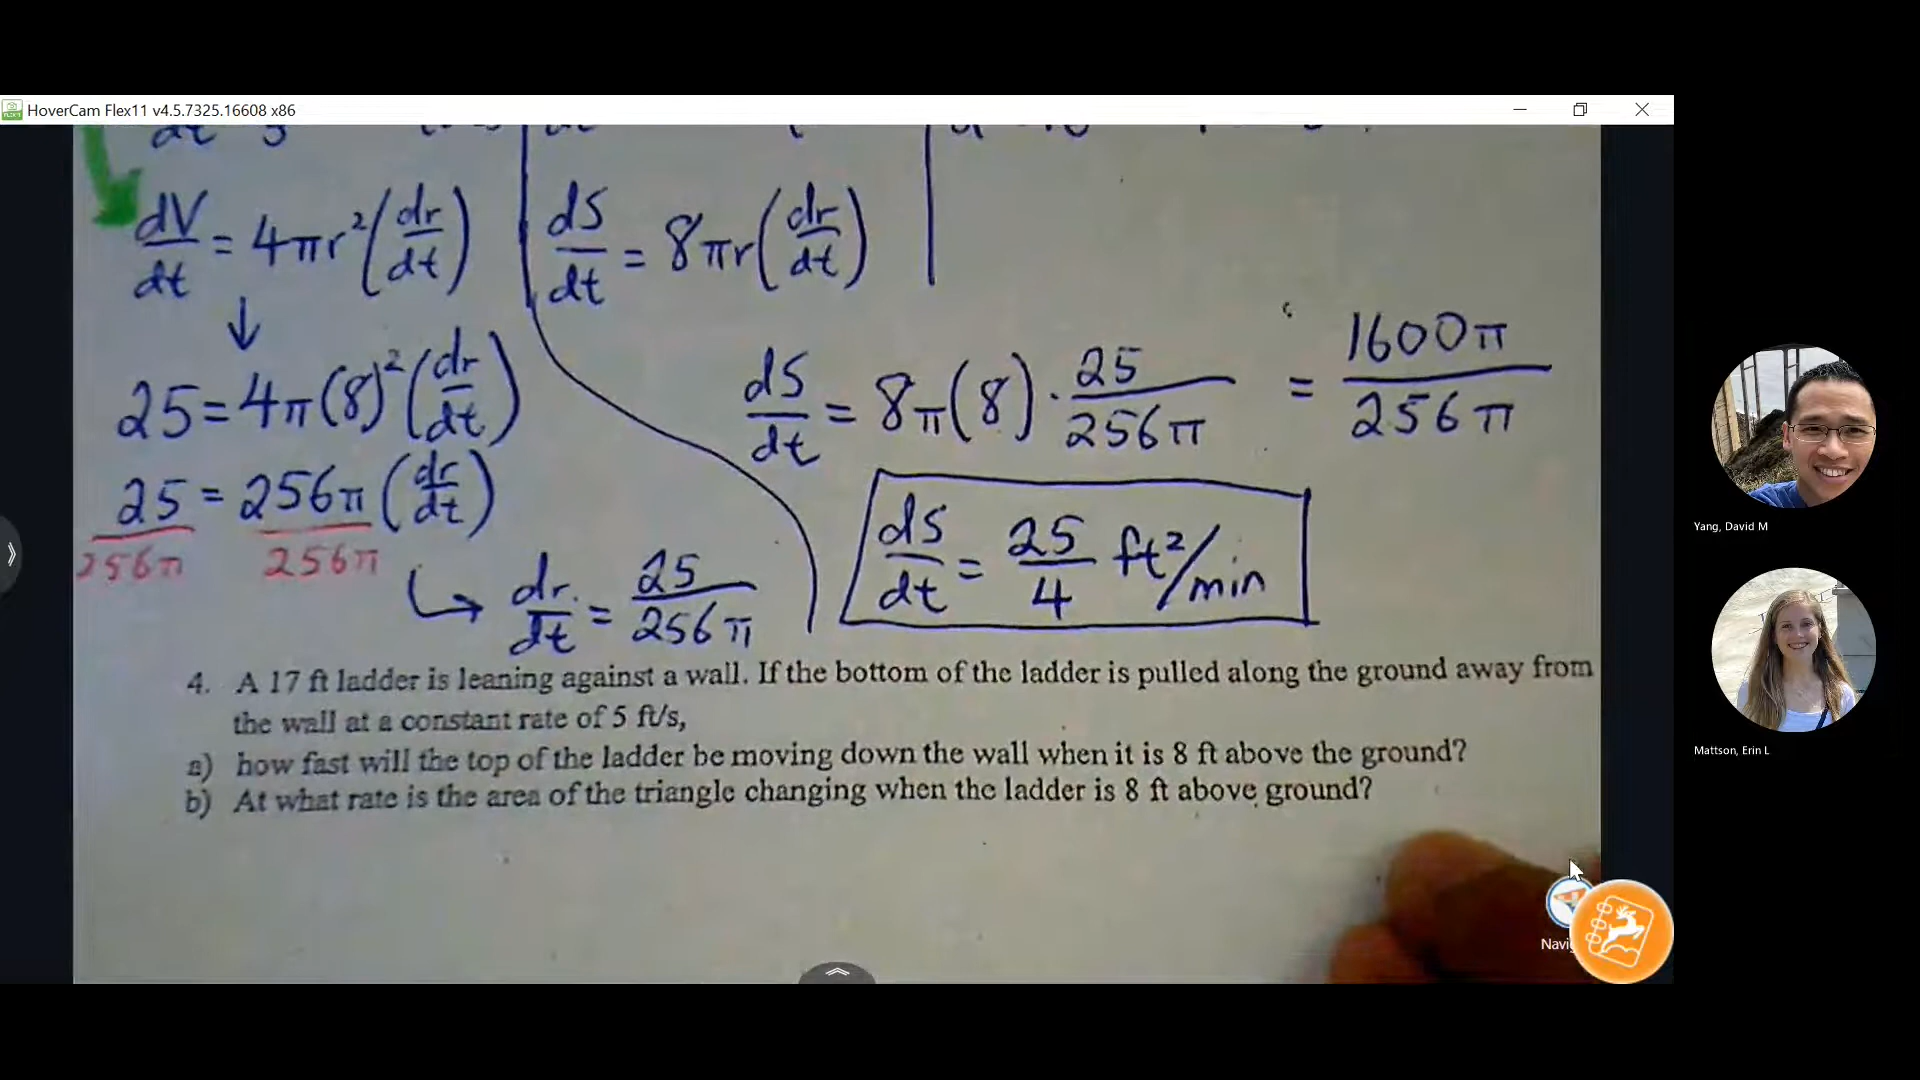 HoverCam Flex11 v4.5.7325.16608 x86
dV/dt = 4πr²(dr/dt)
dS/dt = 8πr(dr/dt)
↓
25 = 4π(8)²(dr/dt)
dS/dt = 8π(8) · 25/256π = 1600π/256π
25 = 256π(dr/dt)
256π 256π
↳ dr/dt = 25/256π
dS/dt = 25/4 ft²/min
4. A 17 ft ladder is leaning against a wall. If the bottom of the ladder is pulled along the ground away from
the wall at a constant rate of 5 ft/s,
a) how fast will the top of the ladder be moving down the wall when it is 8 ft above the ground?
b) At what rate is the area of the triangle changing when the ladder is 8 ft above ground?
Yang, David M
Mattson, Erin L